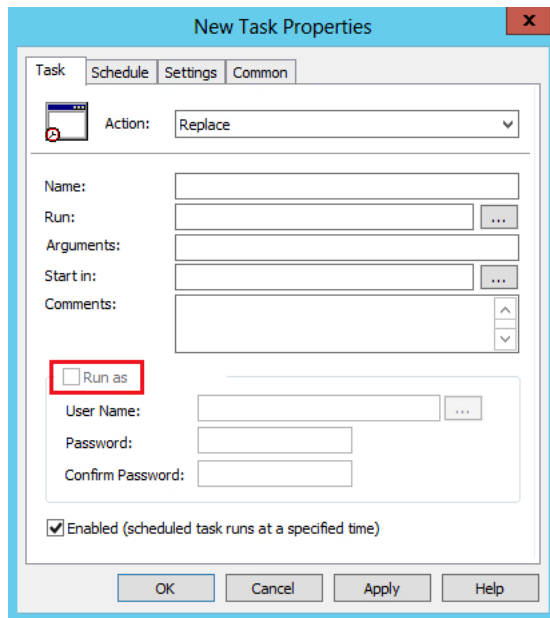 New Task Properties
x
Task Schedule Settings Common
Action: Replace
Name:
Run: ...
Arguments:
Start in: ...
Comments:
Run as
User Name: ...
Password:
Confirm Password:
Enabled (scheduled task runs at a specified time)
OK Cancel Apply Help